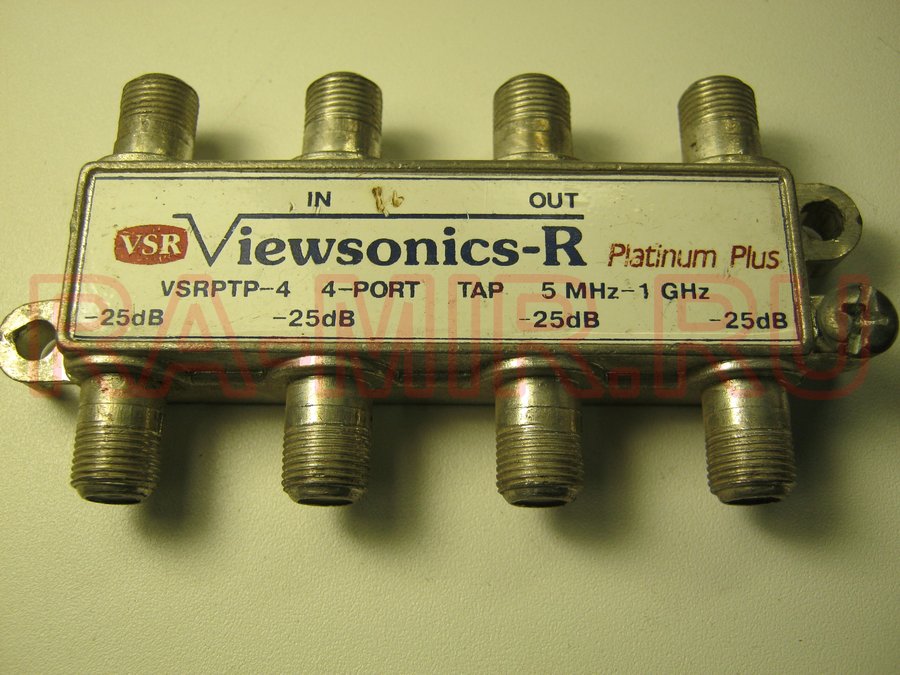 IN OUT
VSR Viewsonics-R Platinum Plus
VSRPTP-4 4-PORT TAP 5 MHz-1 GHz
-25dB -25dB -25dB -25dB
RA-MIR.RU